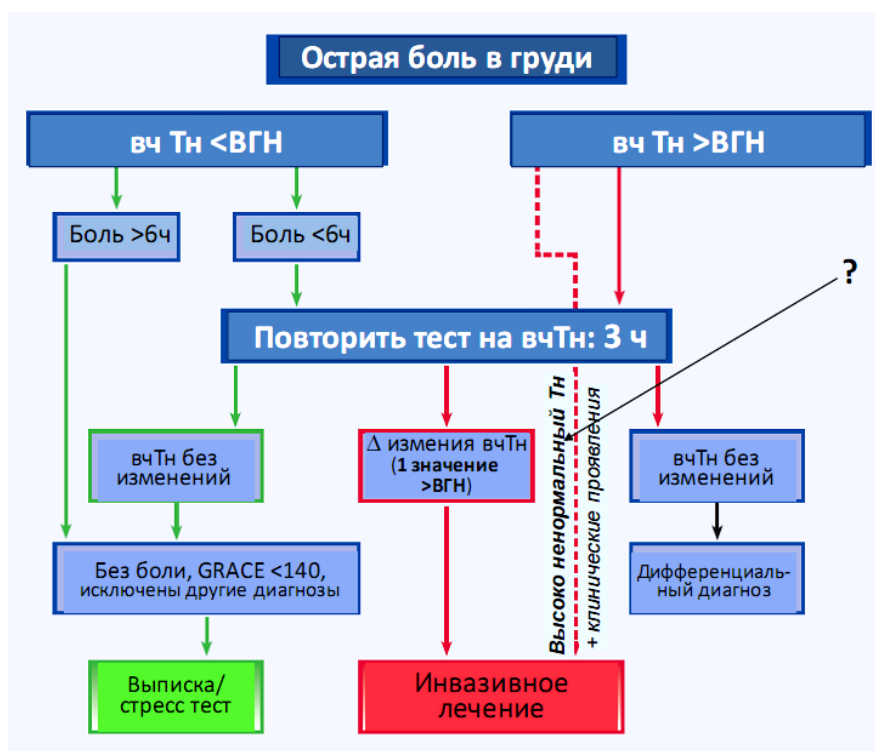 Острая боль в груди
вч Тн <ВГН
вч Тн >ВГН
Боль >6ч
Боль <6ч
?
Повторить тест на вчТн: 3 ч
вчТн без
изменений
Δ измения вчТн
(1 значение
>ВГН)
Высоко ненормальный Тн
+ клинические проявления
вчТн без
изменений
Без боли, GRACE <140,
исключены другие диагнозы
Дифференциаль-
ный диагноз
Выписка/
стресс тест
Инвазивное
лечение